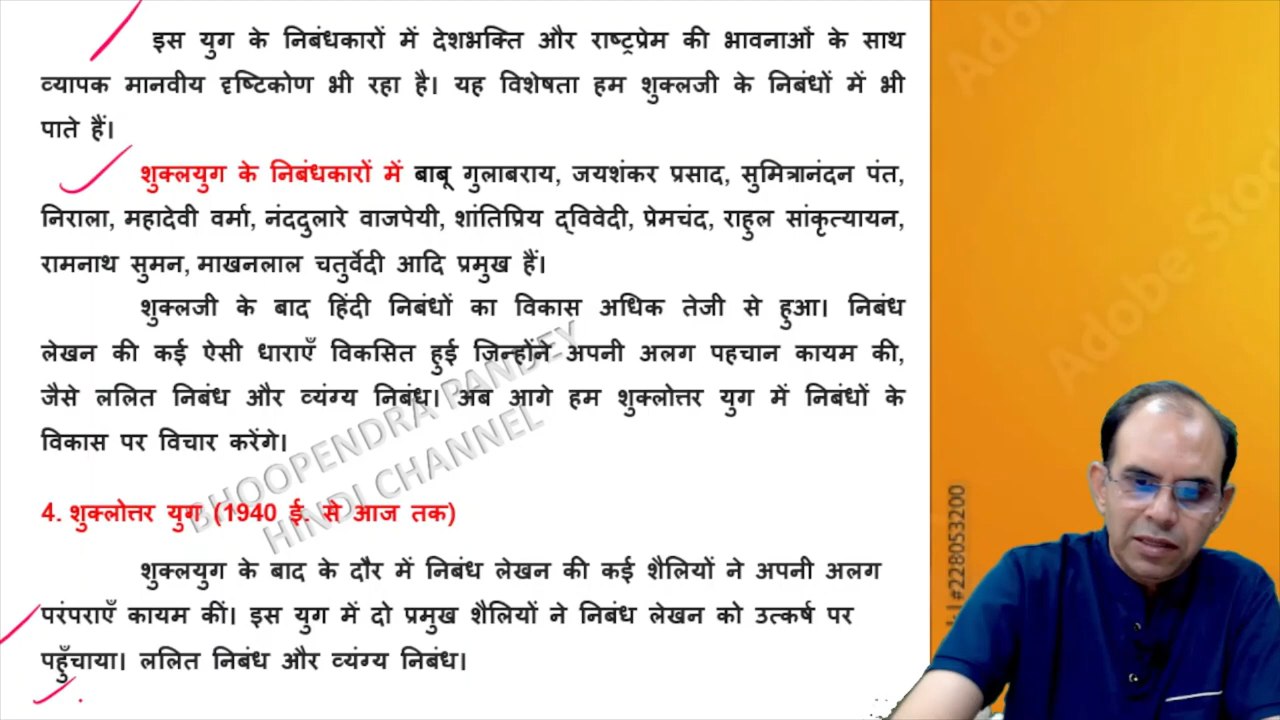 इस युग के निबंधकारों में देशभक्ति और राष्ट्रप्रेम की भावनाओं के साथ
व्यापक मानवीय दृष्टिकोण भी रहा है। यह विशेषता हम शुक्लजी के निबंधों में भी
पाते हैं।
शुक्लयुग के निबंधकारों में बाबू गुलाबराय, जयशंकर प्रसाद, सुमित्रानंदन पंत,
निराला, महादेवी वर्मा, नंददुलारे वाजपेयी, शांतिप्रिय द्विवेदी, प्रेमचंद, राहुल सांकृत्यायन,
रामनाथ सुमन, माखनलाल चतुर्वेदी आदि प्रमुख हैं।
शुक्लजी के बाद हिंदी निबंधों का विकास अधिक तेजी से हुआ। निबंध
लेखन की कई ऐसी धाराएँ विकसित हुई जिन्होंने अपनी अलग पहचान कायम की,
जैसे ललित निबंध और व्यंग्य निबंध। अब आगे हम शुक्लोत्तर युग में निबंधों के
विकास पर विचार करेंगे।
BHOOPENDRA PANDEY
HINDI CHANNEL
4. शुक्लोत्तर युग (1940 ई. से आज तक)
शुक्लयुग के बाद के दौर में निबंध लेखन की कई शैलियों ने अपनी अलग
परंपराएँ कायम कीं। इस युग में दो प्रमुख शैलियों ने निबंध लेखन को उत्कर्ष पर
पहुँचाया। ललित निबंध और व्यंग्य निबंध।
Adobe Stock
#228053200